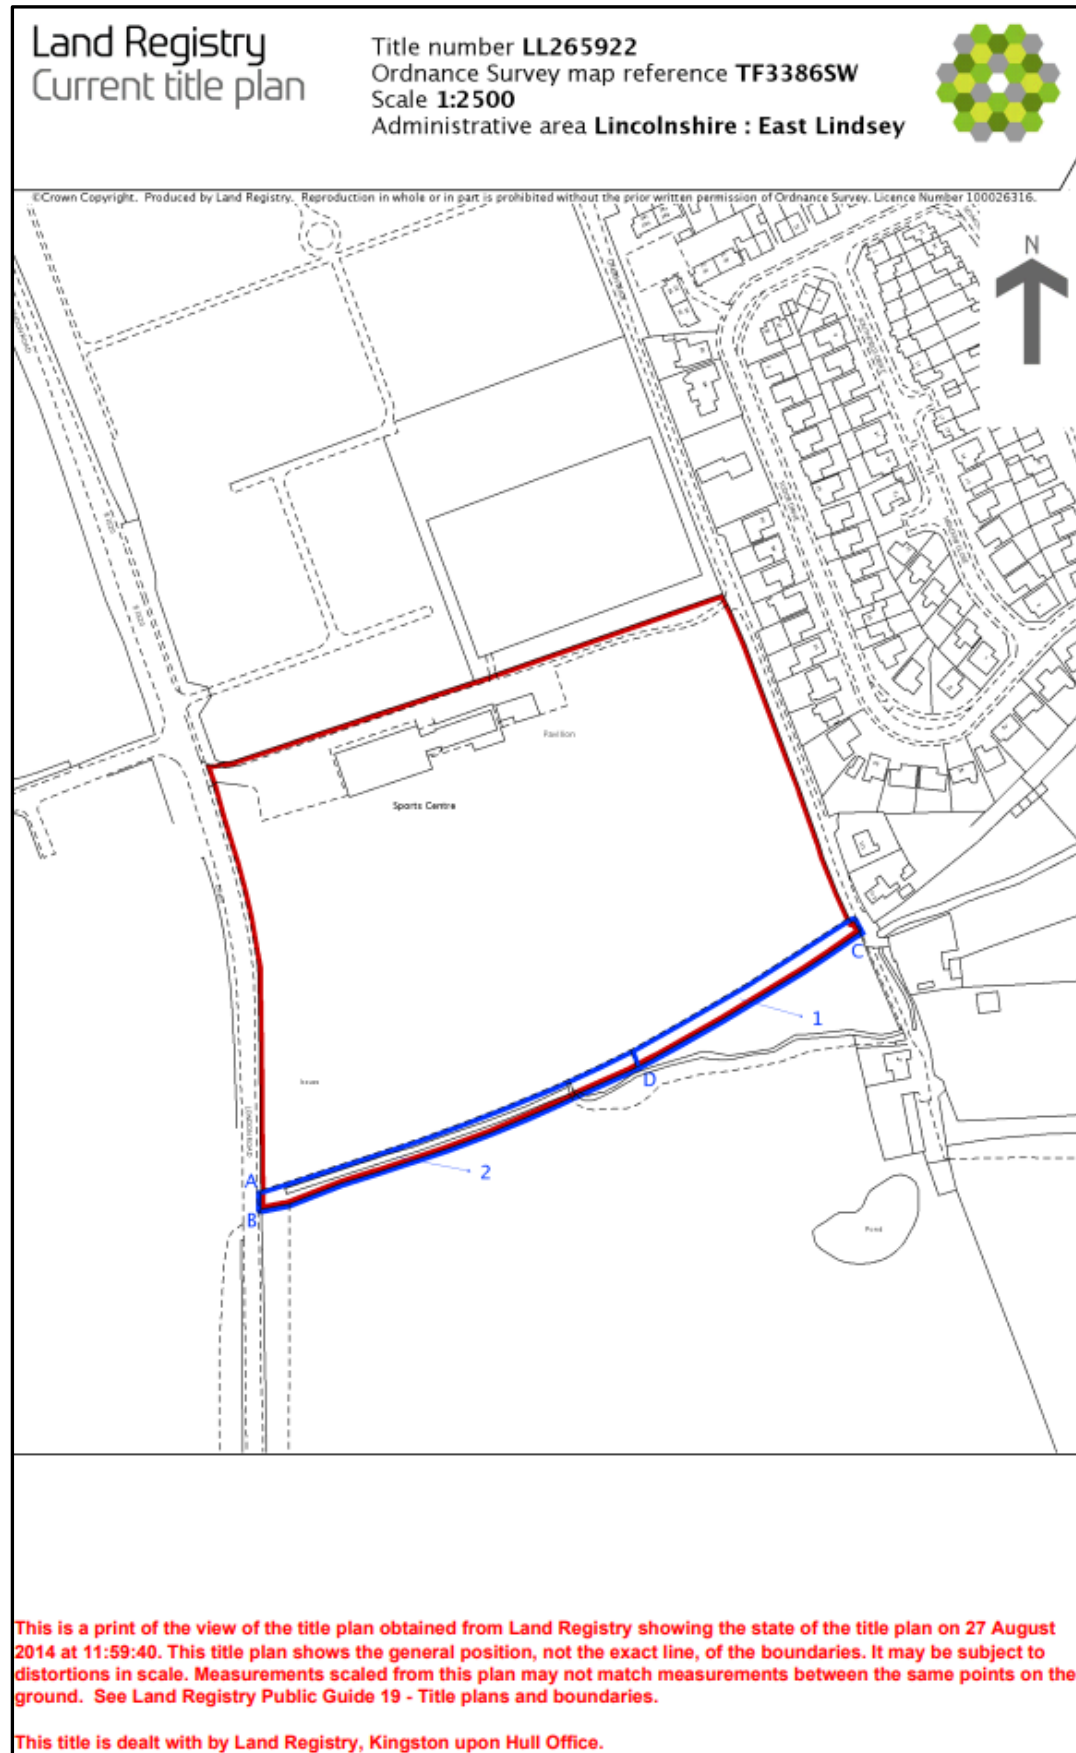 Land Registry
Current title plan
Title number LL265922
Ordnance Survey map reference TF3386SW
Scale 1:2500
Administrative area Lincolnshire : East Lindsey
©Crown Copyright. Produced by Land Registry. Reproduction in whole or in part is prohibited without the prior written permission of Ordnance Survey. Licence Number 100026316.
N
Pavilion
Sports Centre
C
1
D
Issues
LONDON ROAD
A
2
B
Pond
This is a print of the view of the title plan obtained from Land Registry showing the state of the title plan on 27 August
2014 at 11:59:40. This title plan shows the general position, not the exact line, of the boundaries. It may be subject to
distortions in scale. Measurements scaled from this plan may not match measurements between the same points on the
ground. See Land Registry Public Guide 19 - Title plans and boundaries.
This title is dealt with by Land Registry, Kingston upon Hull Office.